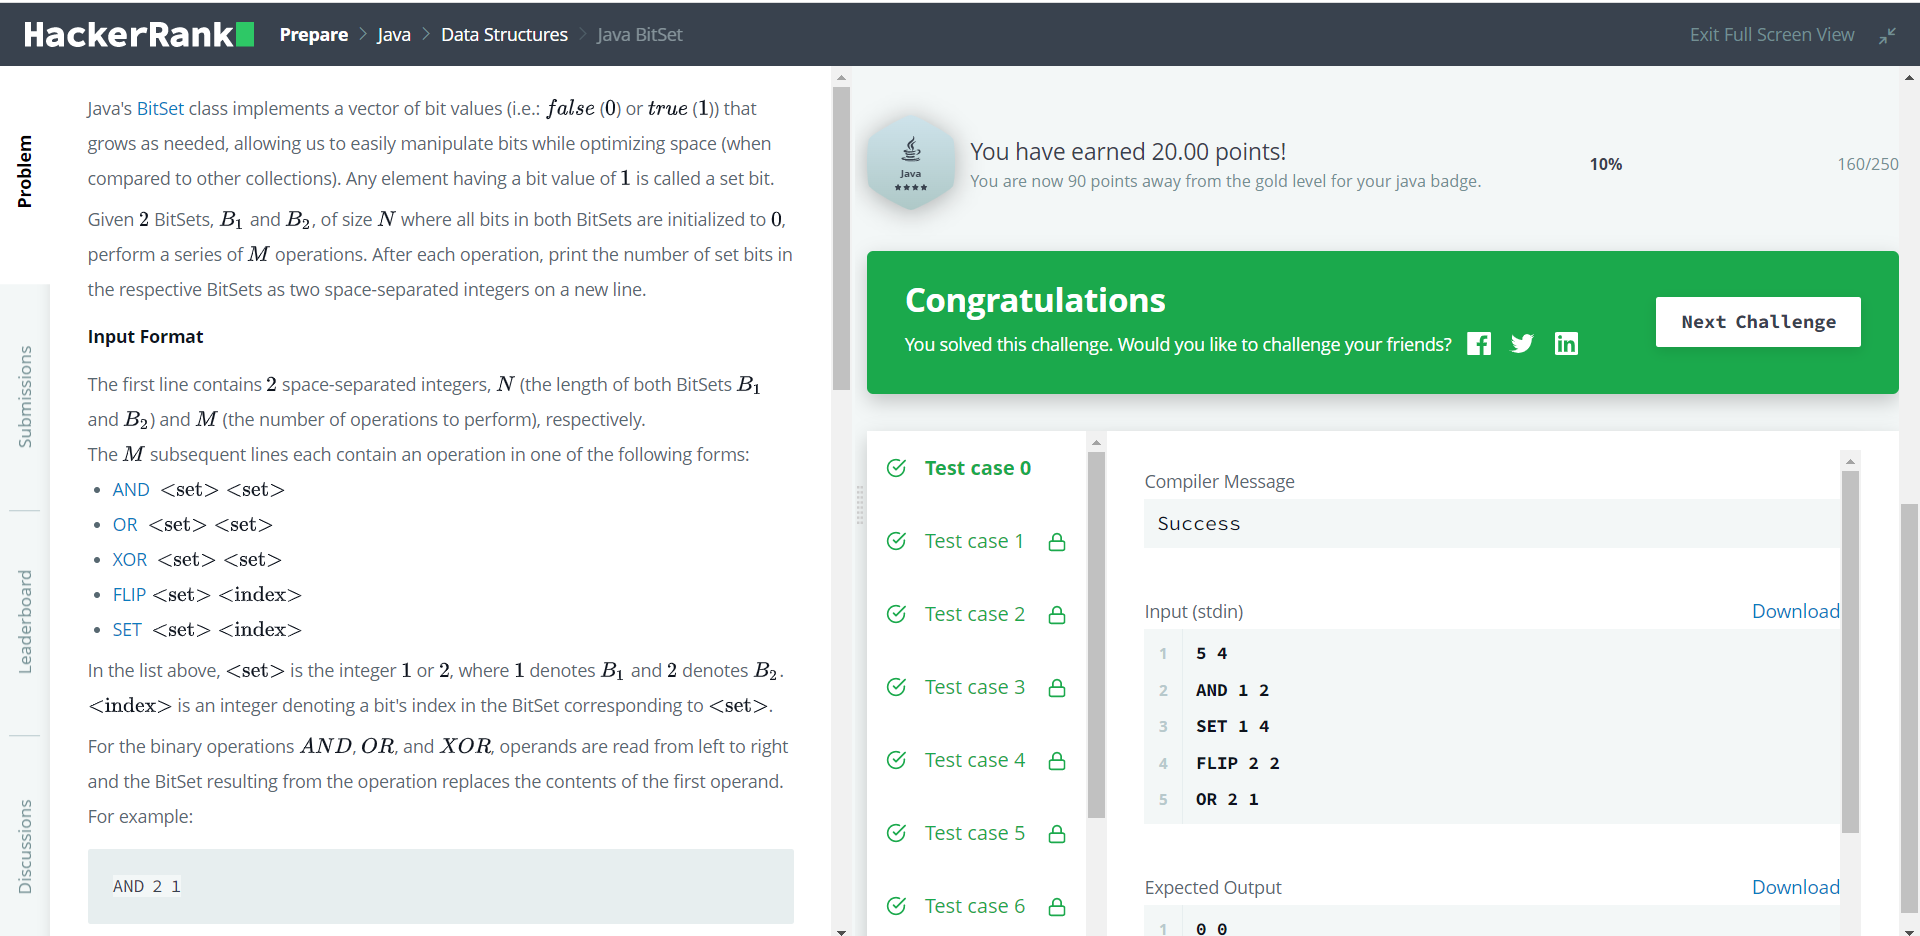 HackerRank Prepare > Java > Data Structures > Java BitSet Exit Full Screen View
Problem
Submissions
Leaderboard
Discussions
Java's BitSet class implements a vector of bit values (i.e.: false (0) or true (1)) that
grows as needed, allowing us to easily manipulate bits while optimizing space (when
compared to other collections). Any element having a bit value of 1 is called a set bit.
Given 2 BitSets, B₁ and B₂, of size N where all bits in both BitSets are initialized to 0,
perform a series of M operations. After each operation, print the number of set bits in
the respective BitSets as two space-separated integers on a new line.
Input Format
The first line contains 2 space-separated integers, N (the length of both BitSets B₁
and B₂) and M (the number of operations to perform), respectively.
The M subsequent lines each contain an operation in one of the following forms:
• AND <set> <set>
• OR <set> <set>
• XOR <set> <set>
• FLIP <set> <index>
• SET <set> <index>
In the list above, <set> is the integer 1 or 2, where 1 denotes B₁ and 2 denotes B₂.
<index> is an integer denoting a bit's index in the BitSet corresponding to <set>.
For the binary operations AND, OR, and XOR, operands are read from left to right
and the BitSet resulting from the operation replaces the contents of the first operand.
For example:
AND 2 1
Java
★★★★
You have earned 20.00 points!
You are now 90 points away from the gold level for your java badge.
10%
160/250
Congratulations
You solved this challenge. Would you like to challenge your friends?
Next Challenge
Test case 0
Test case 1
Test case 2
Test case 3
Test case 4
Test case 5
Test case 6
Compiler Message
Success
Input (stdin) Download
1 5 4
2 AND 1 2
3 SET 1 4
4 FLIP 2 2
5 OR 2 1
Expected Output Download
1 0 0